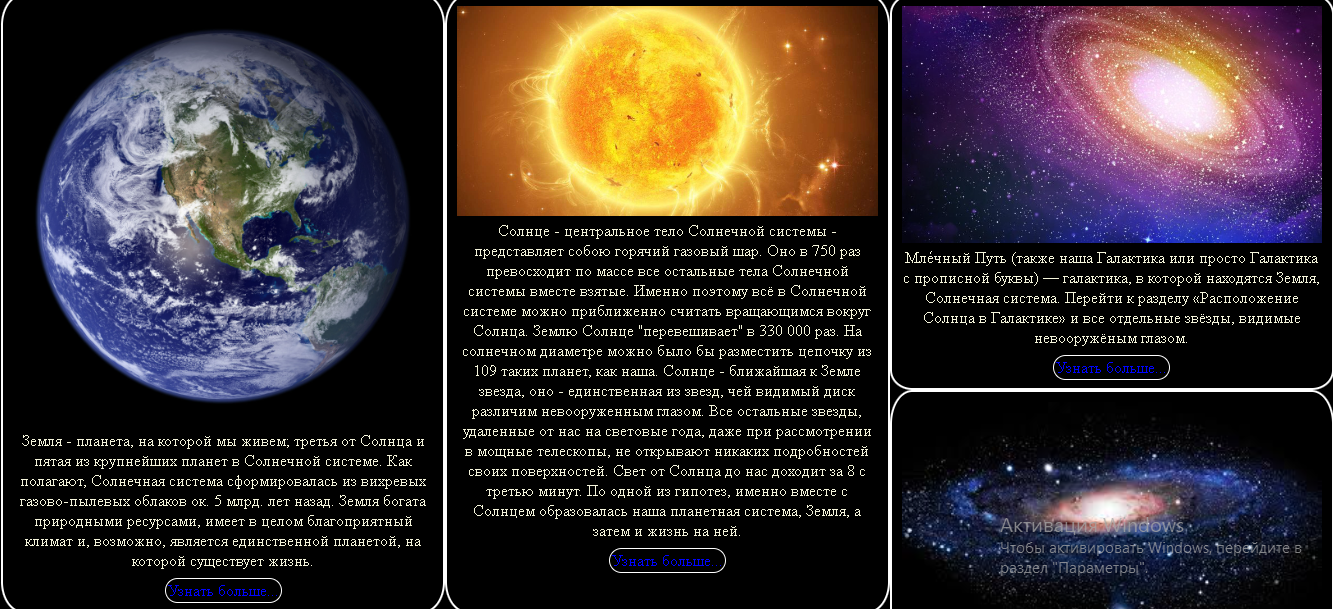 Земля - планета, на которой мы живем; третья от Солнца и
пятая из крупнейших планет в Солнечной системе. Как
полагают, Солнечная система сформировалась из вихревых
газово-пылевых облаков ок. 5 млрд. лет назад. Земля богата
природными ресурсами, имеет в целом благоприятный
климат и, возможно, является единственной планетой, на
которой существует жизнь.
Узнать больше...
Солнце - центральное тело Солнечной системы -
представляет собою горячий газовый шар. Оно в 750 раз
превосходит по массе все остальные тела Солнечной
системы вместе взятые. Именно поэтому всё в Солнечной
системе можно приближенно считать вращающимся вокруг
Солнца. Землю Солнце "перевешивает" в 330 000 раз. На
солнечном диаметре можно было бы разместить цепочку из
109 таких планет, как наша. Солнце - ближайшая к Земле
звезда, оно - единственная из звезд, чей видимый диск
различим невооруженным глазом. Все остальные звезды,
удаленные от нас на световые года, даже при рассмотрении
в мощные телескопы, не открывают никаких подробностей
своих поверхностей. Свет от Солнца до нас доходит за 8 с
третью минут. По одной из гипотез, именно вместе с
Солнцем образовалась наша планетная система, Земля, а
затем и жизнь на ней.
Узнать больше...
Мле́чный Путь (также наша Галактика или просто Галактика
с прописной буквы) — галактика, в которой находятся Земля,
Солнечная система. Перейти к разделу «Расположение
Солнца в Галактике» и все отдельные звёзды, видимые
невооружёным глазом.
Узнать больше...
Активация Windows
Чтобы активировать Windows, перейдите в
раздел "Параметры".